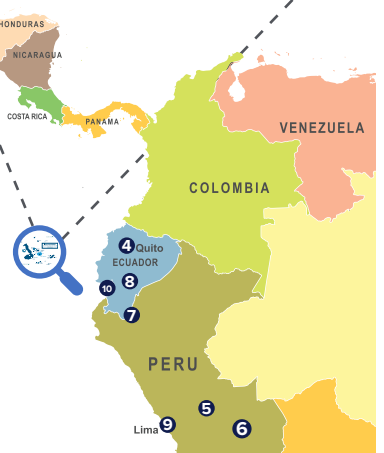 HONDURAS
NICARAGUA
COSTA RICA
PANAMA
VENEZUELA
COLOMBIA
4 Quito
ECUADOR
8
10
7
PERU
5
9
Lima
6